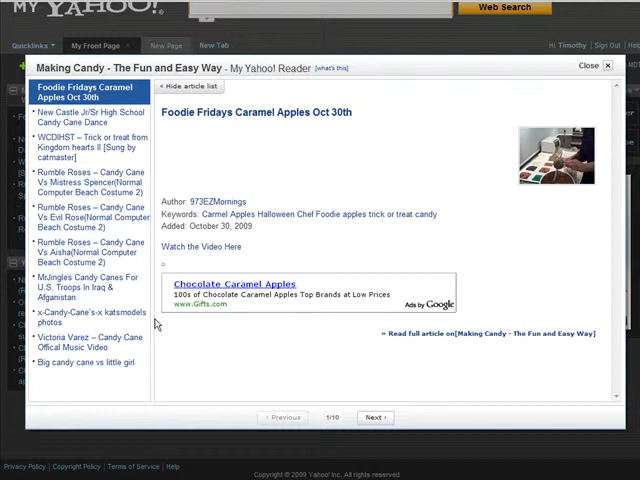 MY YAHOO!
Web Search
Quicklinks
My Front Page
New Page
New Tab
Hi, Timothy
Sign Out
Making Candy - The Fun and Easy Way - My Yahoo! Reader [what's this]
Close
Foodie Fridays Caramel
Apples Oct 30th
• New Castle Jr/Sr High School
Candy Cane Dance
• WCDIHST – Trick or treat from
Kingdom hearts II [Sung by
catmaster]
• Rumble Roses – Candy Cane
Vs Mistress Spencer(Normal
Computer Beach Costume 2)
• Rumble Roses – Candy Cane
Vs Evil Rose(Normal Computer
Beach Costume 2)
• Rumble Roses – Candy Cane
Vs Aisha(Normal Computer
Beach Costume 2)
• MrJingles Candy Canes For
U.S. Troops In Iraq &
Afganistan
• x-Candy-Cane's-x katsmodels
photos
• Victoria Varez – Candy Cane
Offical Music Video
• Big candy cane vs little girl
« Hide article list
Foodie Fridays Caramel Apples Oct 30th
Author: 973EZMornings
Keywords: Carmel Apples Halloween Chef Foodie apples trick or treat candy
Added: October 30, 2009
Watch the Video Here
Chocolate Caramel Apples
100s of Chocolate Caramel Apples Top Brands at Low Prices
www.Gifts.com
Ads by Google
» Read full article on[Making Candy - The Fun and Easy Way]
‹ Previous
1/10
Next ›
Privacy Policy | Copyright Policy | Terms of Service | Help
Copyright © 2009 Yahoo! Inc. All rights reserved